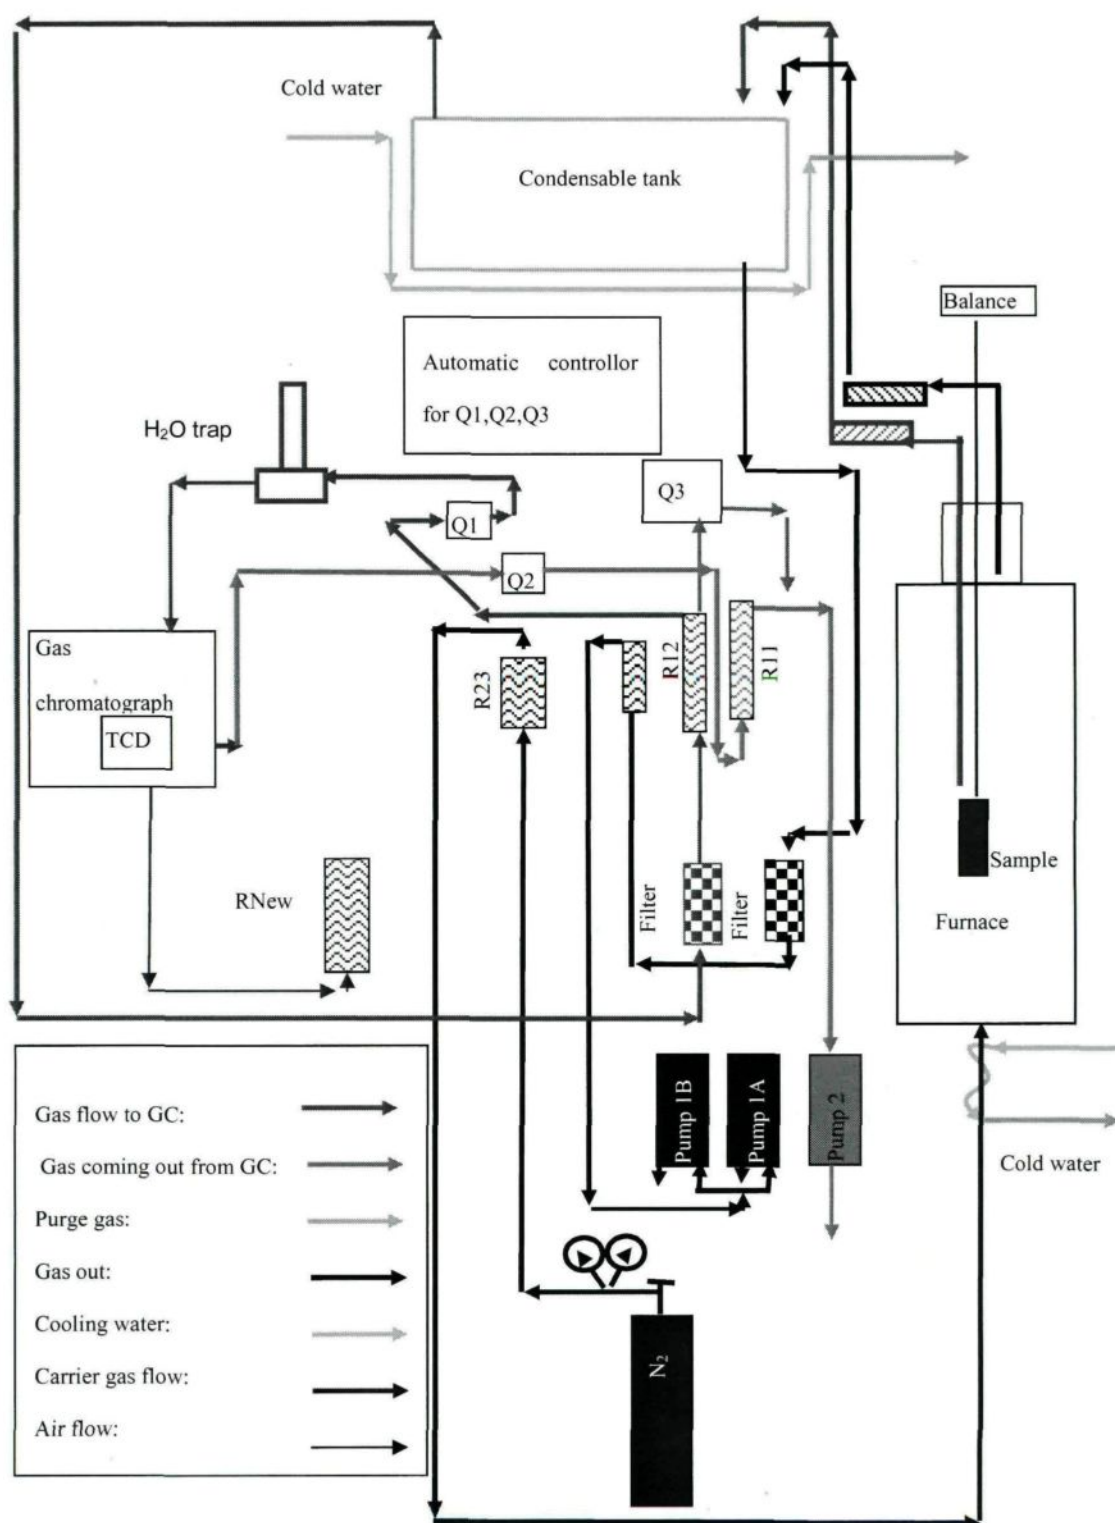 Cold water
Condensable tank
Balance
Automatic controllor
for Q1,Q2,Q3
H₂O trap
Q3
Q1
Q2
Gas
chromatograph
TCD
R23
R12
R11
RNew
Filter
Filter
Sample
Furnace
Pump 1B
Pump 1A
Pump 2
Cold water
N₂
Gas flow to GC:
Gas coming out from GC:
Purge gas:
Gas out:
Cooling water:
Carrier gas flow:
Air flow: